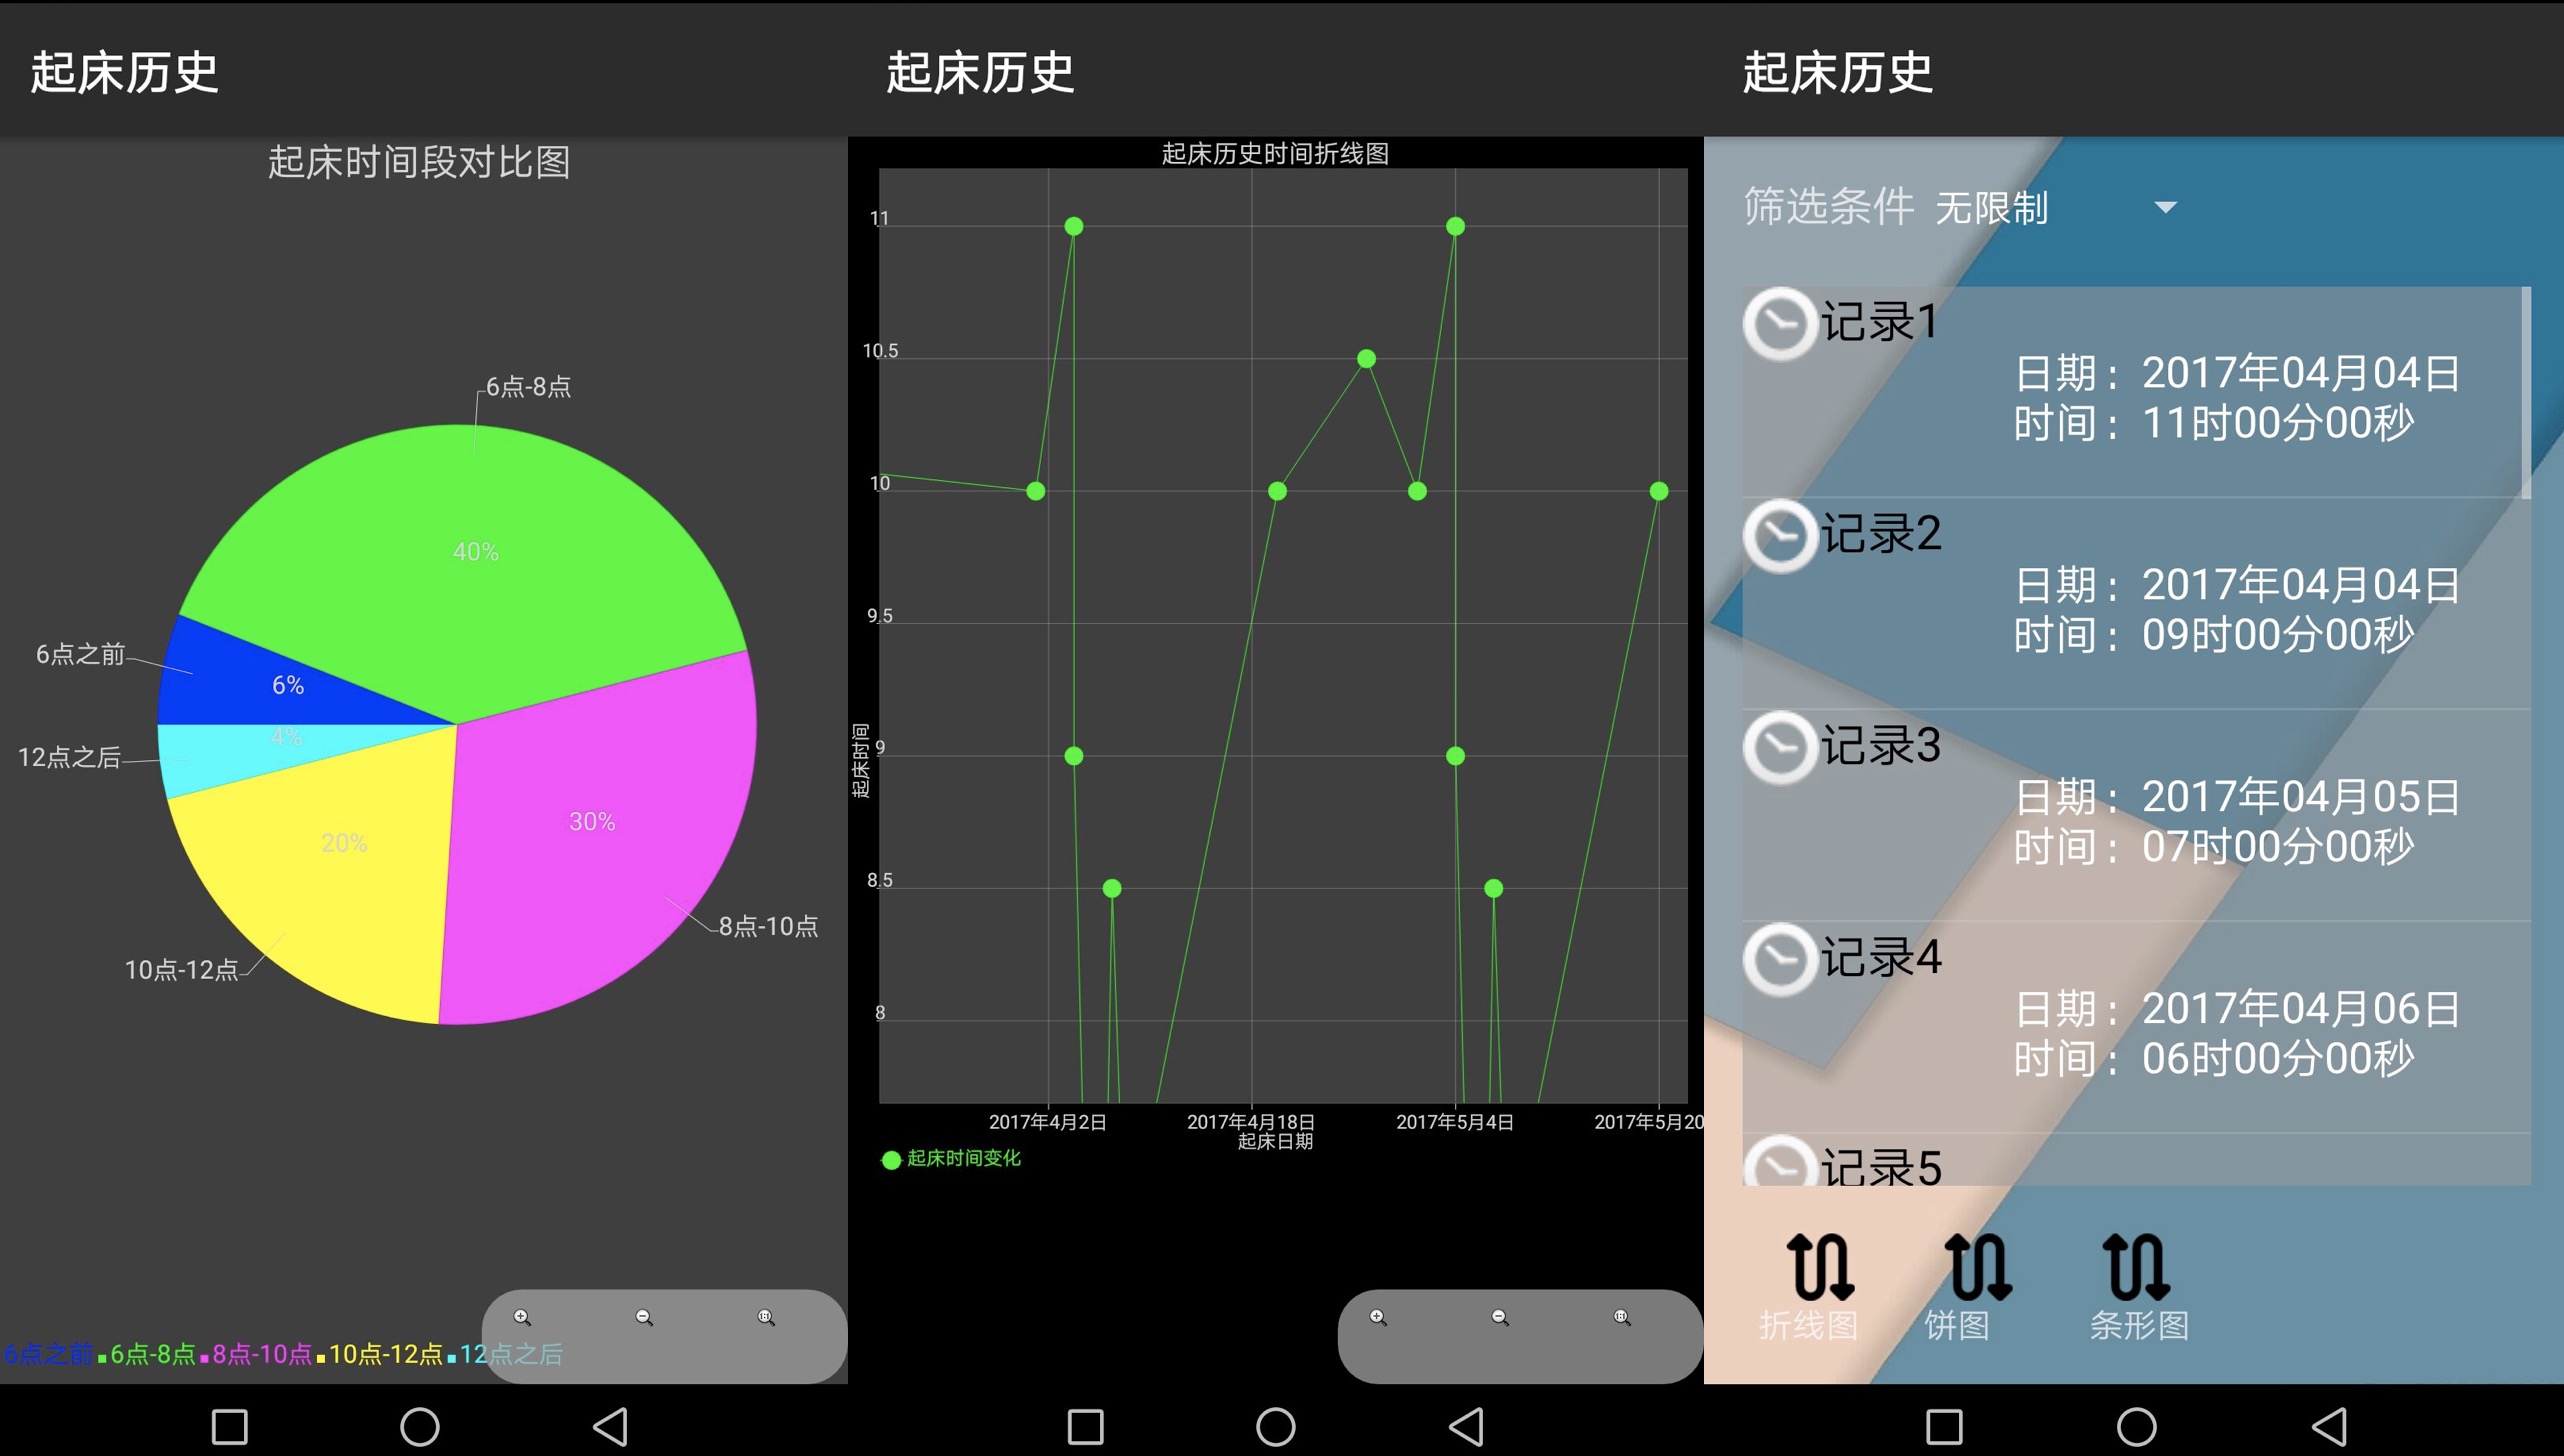 起床历史
起床时间段对比图
6点-8点
40%
6点之前
6%
4%
12点之后
20%
30%
8点-10点
10点-12点
6点之前 6点-8点 8点-10点 10点-12点 12点之后
起床历史
起床历史时间折线图
11
10.5
10
9.5
9
8.5
8
起床时间
2017年4月2日 2017年4月18日 2017年5月4日 2017年5月20
起床日期
起床时间变化
起床历史
筛选条件 无限制
记录1
日期：2017年04月04日
时间：11时00分00秒
记录2
日期：2017年04月04日
时间：09时00分00秒
记录3
日期：2017年04月05日
时间：07时00分00秒
记录4
日期：2017年04月06日
时间：06时00分00秒
记录5
折线图 饼图 条形图